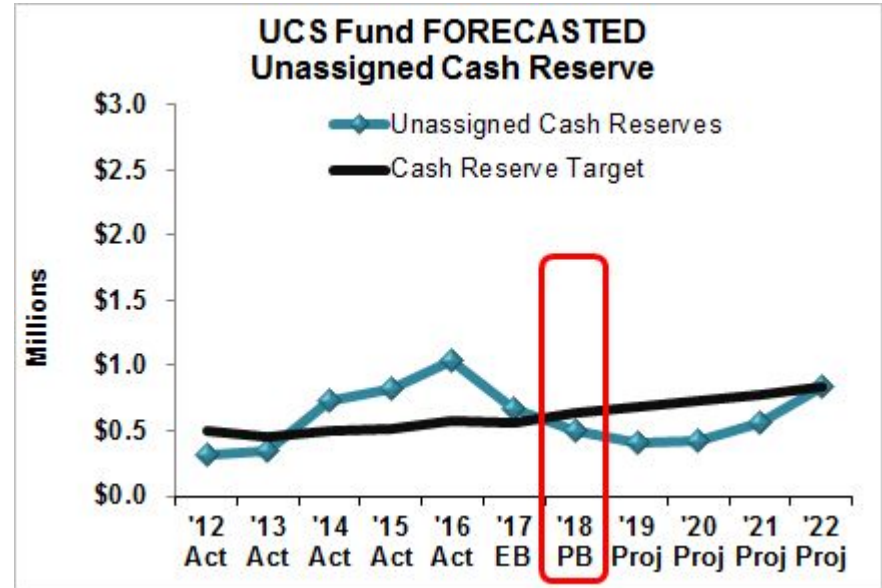 UCS Fund FORECASTED
Unassigned Cash Reserve
$3.0
$2.5
$2.0
$1.5
$1.0
$0.5
$0.0
Millions
Unassigned Cash Reserves
Cash Reserve Target
'12 '13 '14 '15 '16 '17 '18 '19 '20 '21 '22
Act Act Act Act Act EB PB Proj Proj Proj Proj